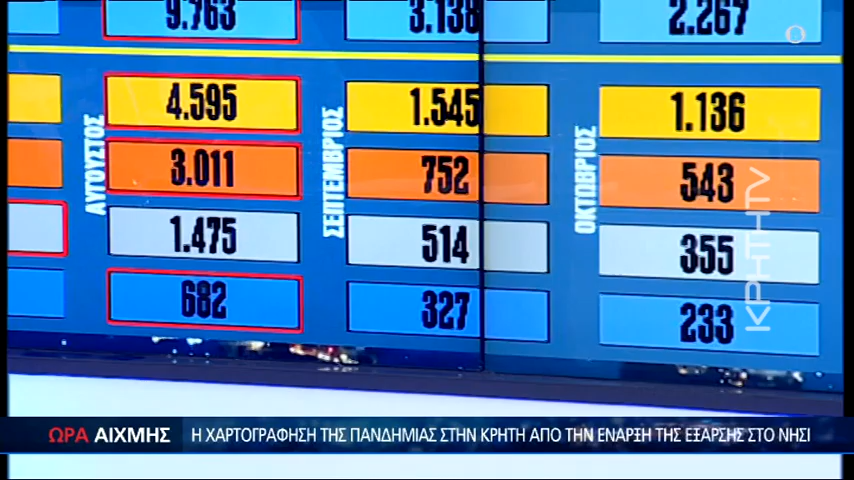 9.763 3.138 2.267
ΑΥΓΟΥΣΤΟΣ
4.595
3.011
1.475
682
ΣΕΠΤΕΜΒΡΙΟΣ
1.545
752
514
327
ΟΚΤΩΒΡΙΟΣ
1.136
543
355
233
ΚΡΗΤΗ TV
ΩΡΑ ΑΙΧΜΗΣ Η ΧΑΡΤΟΓΡΑΦΗΣΗ ΤΗΣ ΠΑΝΔΗΜΙΑΣ ΣΤΗΝ ΚΡΗΤΗ ΑΠΟ ΤΗΝ ΕΝΑΡΞΗ ΤΗΣ ΕΞΑΡΣΗΣ ΣΤΟ ΝΗΣΙ